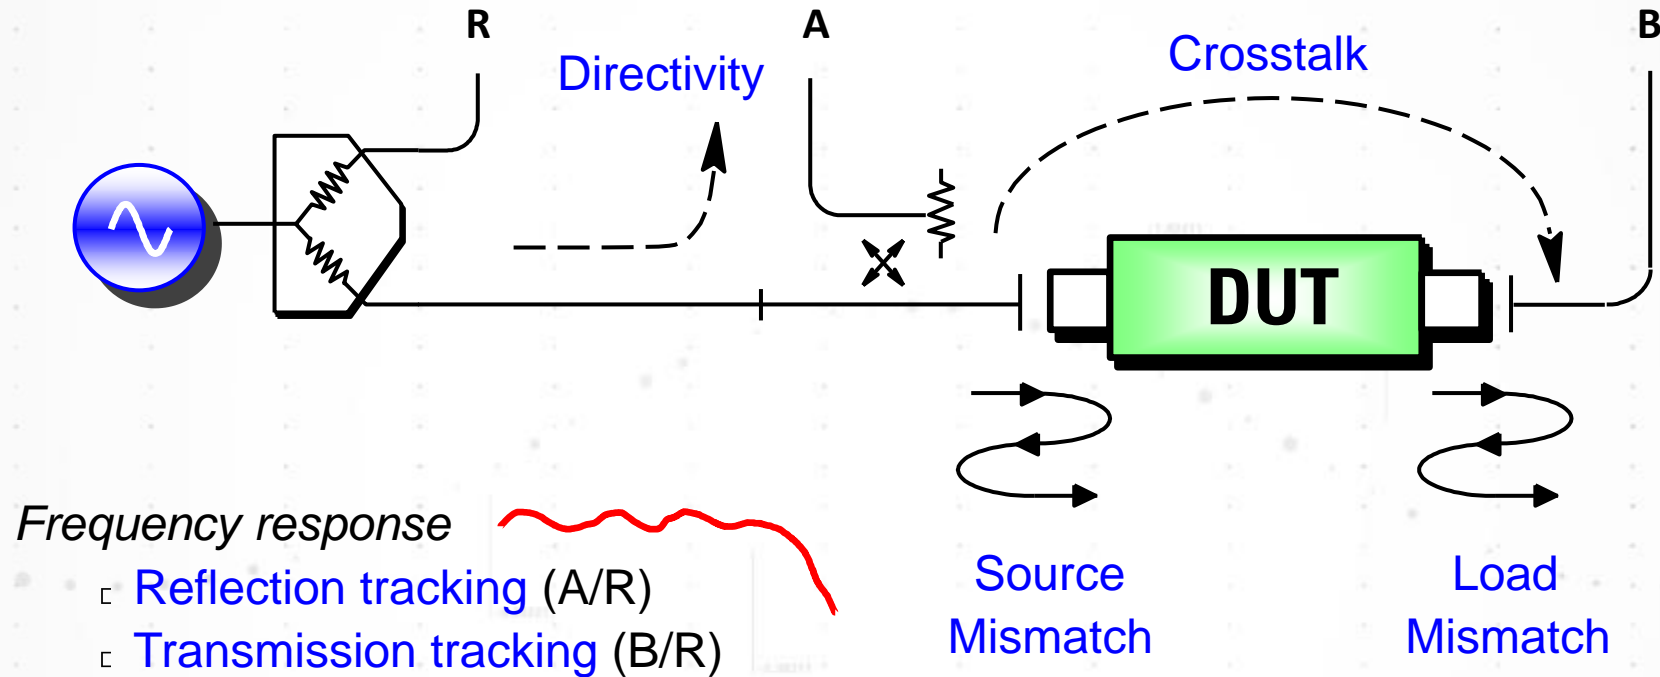 R
A
B
Directivity
Crosstalk
DUT
Frequency response
Reflection tracking (A/R)
Transmission tracking (B/R)
Source
Mismatch
Load
Mismatch